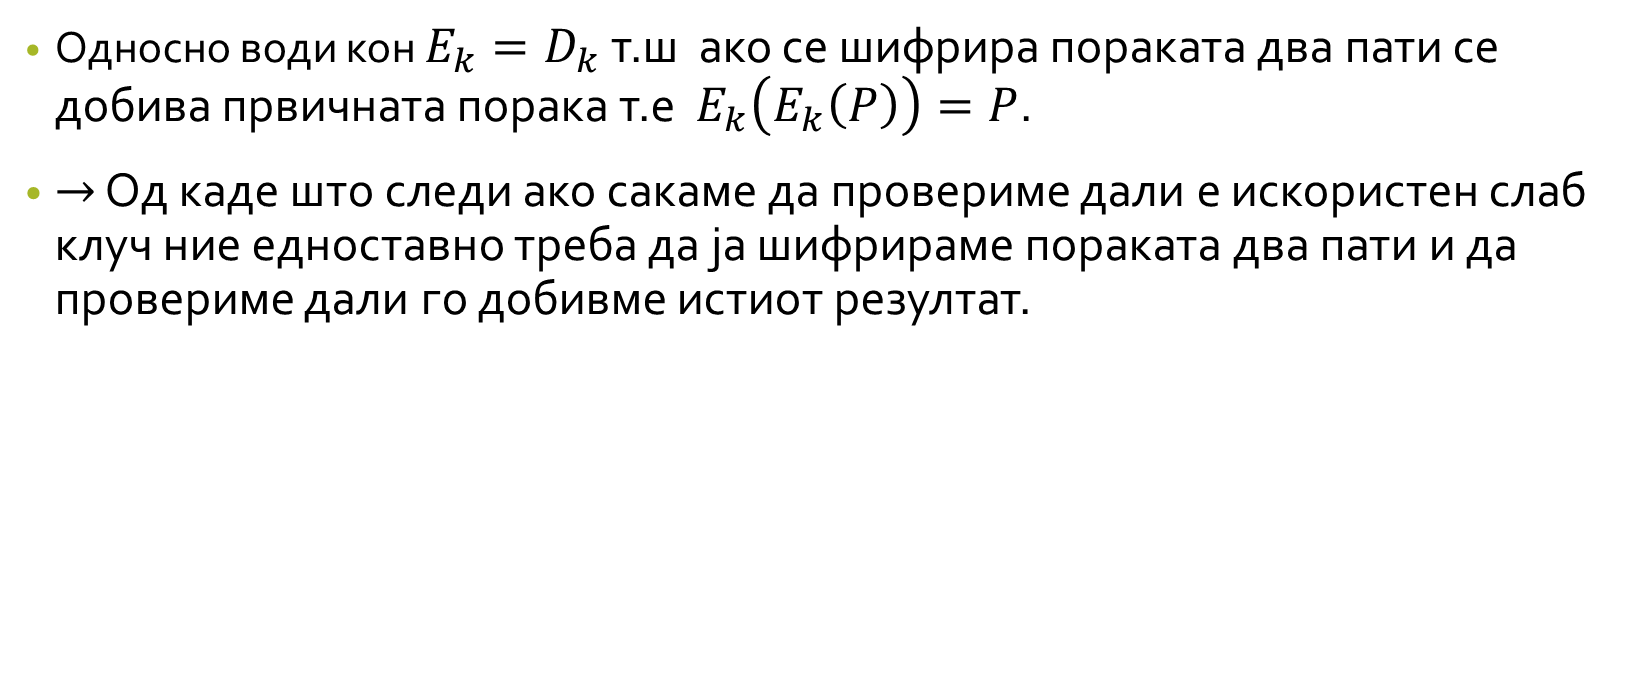 • Односно води кон $E_k = D_k$ т.ш ако се шифрира пораката два пати се
добива првичната порака т.е $E_k(E_k(P)) = P$.
• → Од каде што следи ако сакаме да провериме дали е искористен слаб
клуч ние едноставно треба да ја шифрираме пораката два пати и да
провериме дали го добивме истиот резултат.